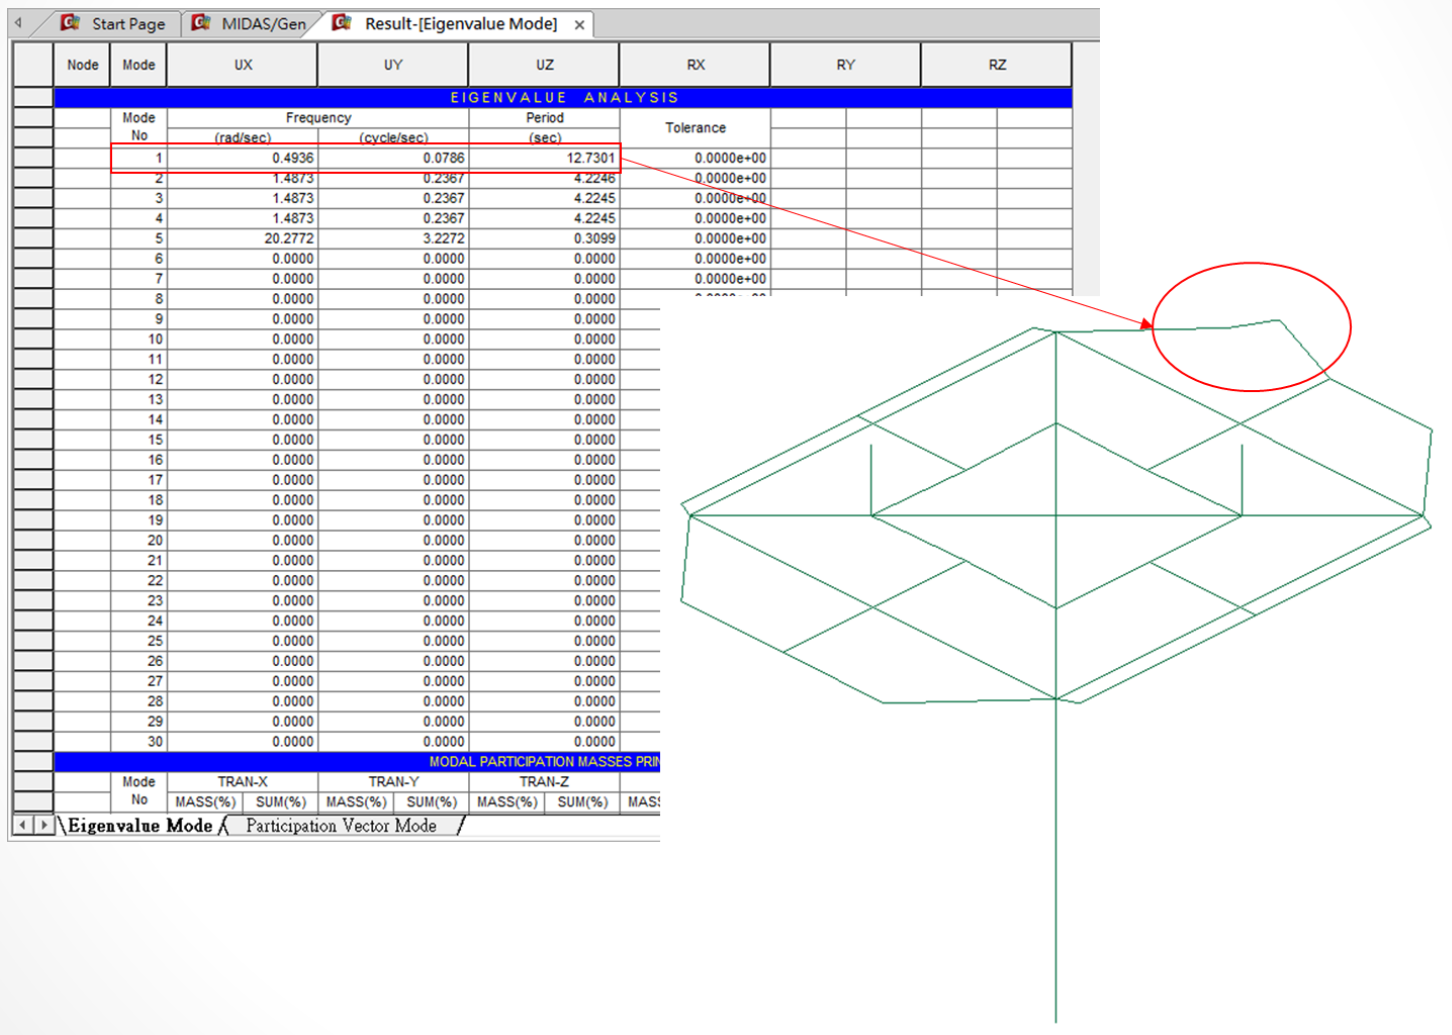 Start Page MIDAS/Gen Result-[Eigenvalue Mode] ×
Node Mode UX UY UZ RX RY RZ
EIGENVALUE ANALYSIS
Mode No Frequency Period Tolerance
(rad/sec) (cycle/sec) (sec)
1 0.4936 0.0786 12.7301 0.0000e+00
2 1.4873 0.2367 4.2246 0.0000e+00
3 1.4873 0.2367 4.2245 0.0000e+00
4 1.4873 0.2367 4.2245 0.0000e+00
5 20.2772 3.2272 0.3099 0.0000e+00
6 0.0000 0.0000 0.0000 0.0000e+00
7 0.0000 0.0000 0.0000 0.0000e+00
8 0.0000 0.0000 0.0000
9 0.0000 0.0000 0.0000
10 0.0000 0.0000 0.0000
11 0.0000 0.0000 0.0000
12 0.0000 0.0000 0.0000
13 0.0000 0.0000 0.0000
14 0.0000 0.0000 0.0000
15 0.0000 0.0000 0.0000
16 0.0000 0.0000 0.0000
17 0.0000 0.0000 0.0000
18 0.0000 0.0000 0.0000
19 0.0000 0.0000 0.0000
20 0.0000 0.0000 0.0000
21 0.0000 0.0000 0.0000
22 0.0000 0.0000 0.0000
23 0.0000 0.0000 0.0000
24 0.0000 0.0000 0.0000
25 0.0000 0.0000 0.0000
26 0.0000 0.0000 0.0000
27 0.0000 0.0000 0.0000
28 0.0000 0.0000 0.0000
29 0.0000 0.0000 0.0000
30 0.0000 0.0000 0.0000
MODAL PARTICIPATION MASSES PRIN
Mode No TRAN-X TRAN-Y TRAN-Z
MASS(%) SUM(%) MASS(%) SUM(%) MASS(%) SUM(%) MASS
Eigenvalue Mode Participation Vector Mode